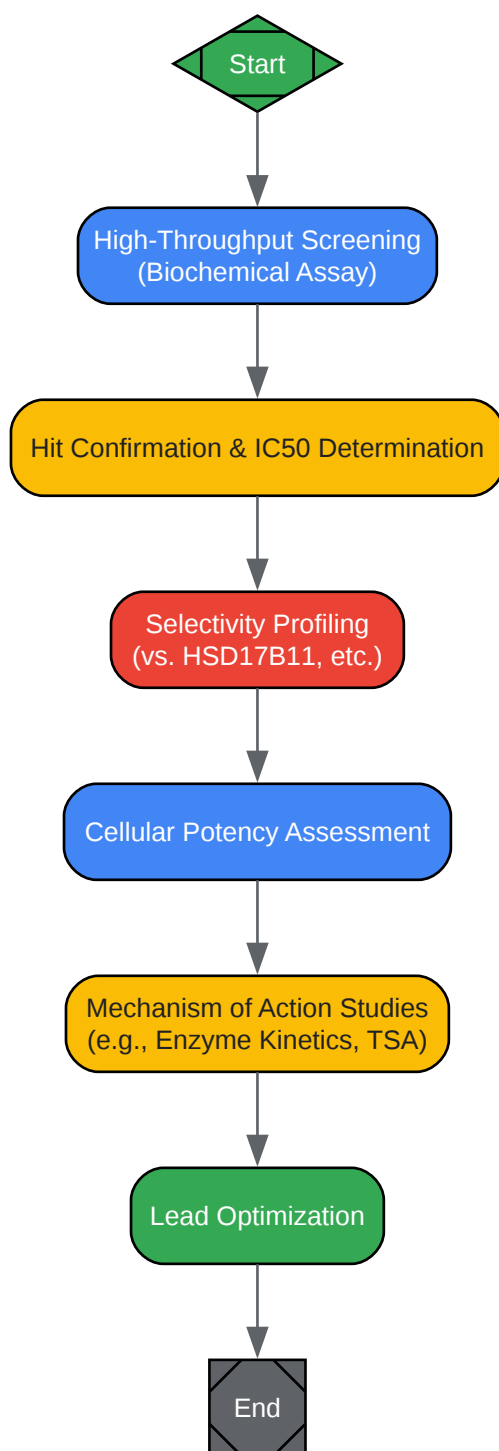 Start
High-Throughput Screening
(Biochemical Assay)
Hit Confirmation & IC50 Determination
Selectivity Profiling
(vs. HSD17B11, etc.)
Cellular Potency Assessment
Mechanism of Action Studies
(e.g., Enzyme Kinetics, TSA)
Lead Optimization
End